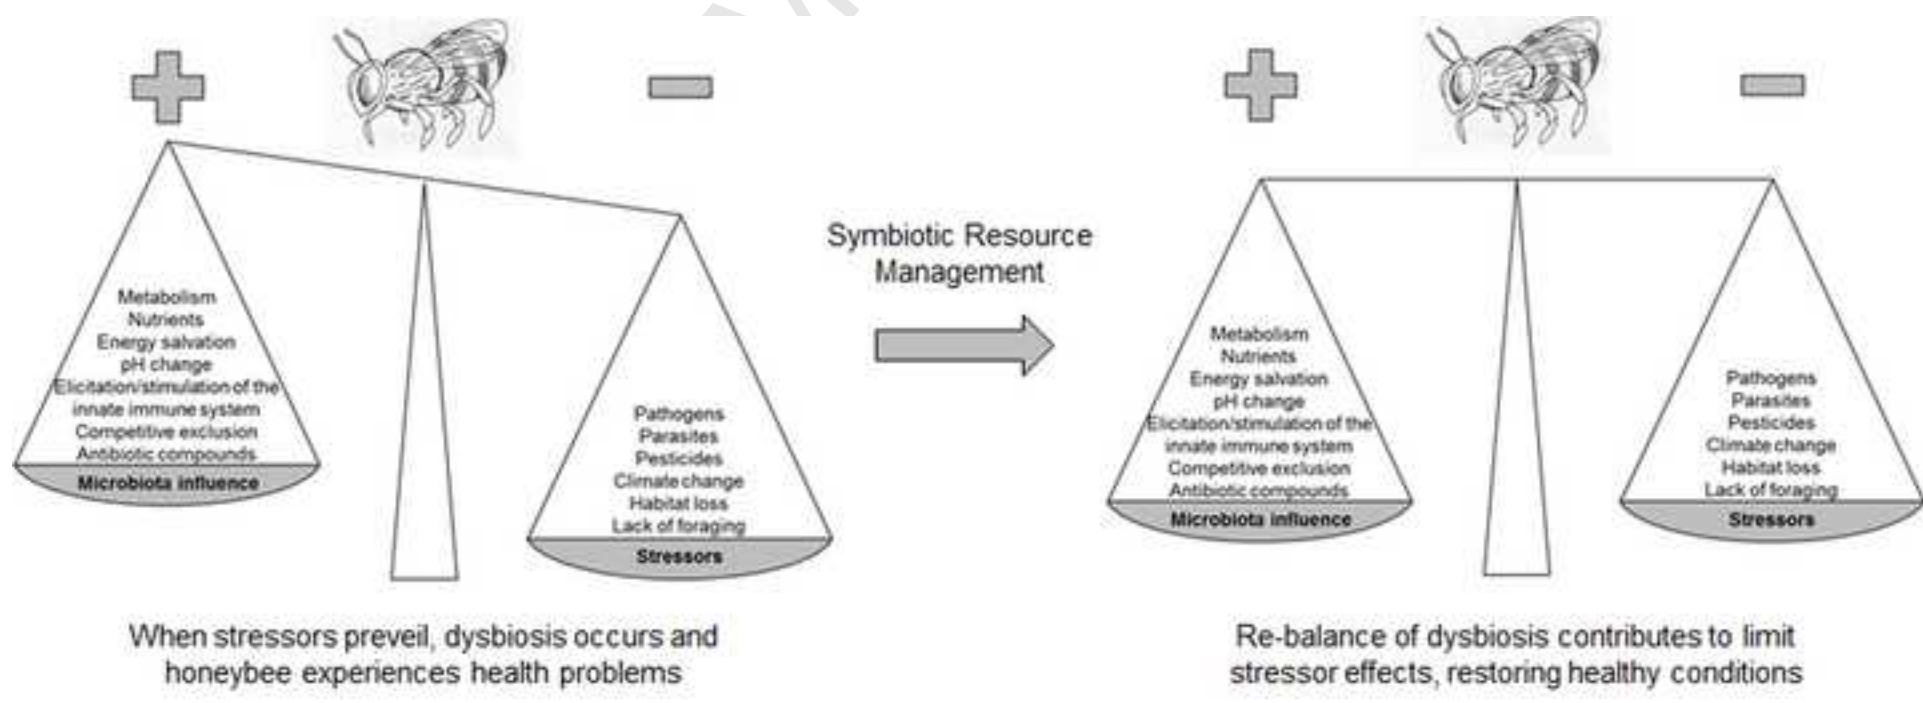 Metabolism
Nutrients
Energy salvation
pH change
Elicitation/stimulation of the
innate immune system
Competitive exclusion
Antibiotic compounds
Microbiota influence
Pathogens
Parasites
Pesticides
Climate change
Habitat loss
Lack of foraging
Stressors
When stressors preveil, dysbiosis occurs and
honeybee experiences health problems
Symbiotic Resource
Management
Metabolism
Nutrients
Energy salvation
pH change
Elicitation/stimulation of the
innate immune system
Competitive exclusion
Antibiotic compounds
Microbiota influence
Pathogens
Parasites
Pesticides
Climate change
Habitat loss
Lack of foraging
Stressors
Re-balance of dysbiosis contributes to limit
stressor effects, restoring healthy conditions